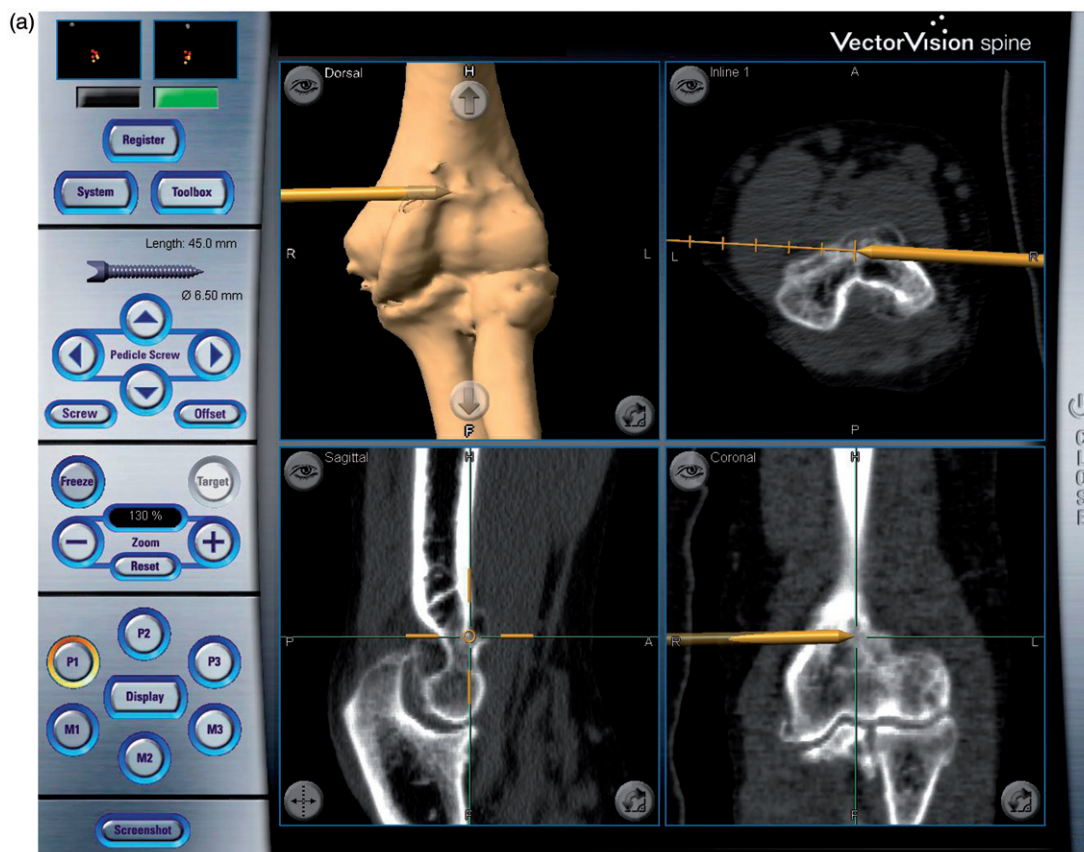 (a)
VectorVision spine
Register
System
Toolbox
Length: 45.0 mm
Ø 6.50 mm
Pedicle Screw
Screw
Offset
Freeze
Target
130 %
Zoom
Reset
P2
P1
P3
Display
M1
M3
M2
Screenshot
Dorsal
H
R
L
F
Inline 1
A
L
R
P
Sagittal
H
P
A
F
Coronal
H
R
L
F
CLOSE